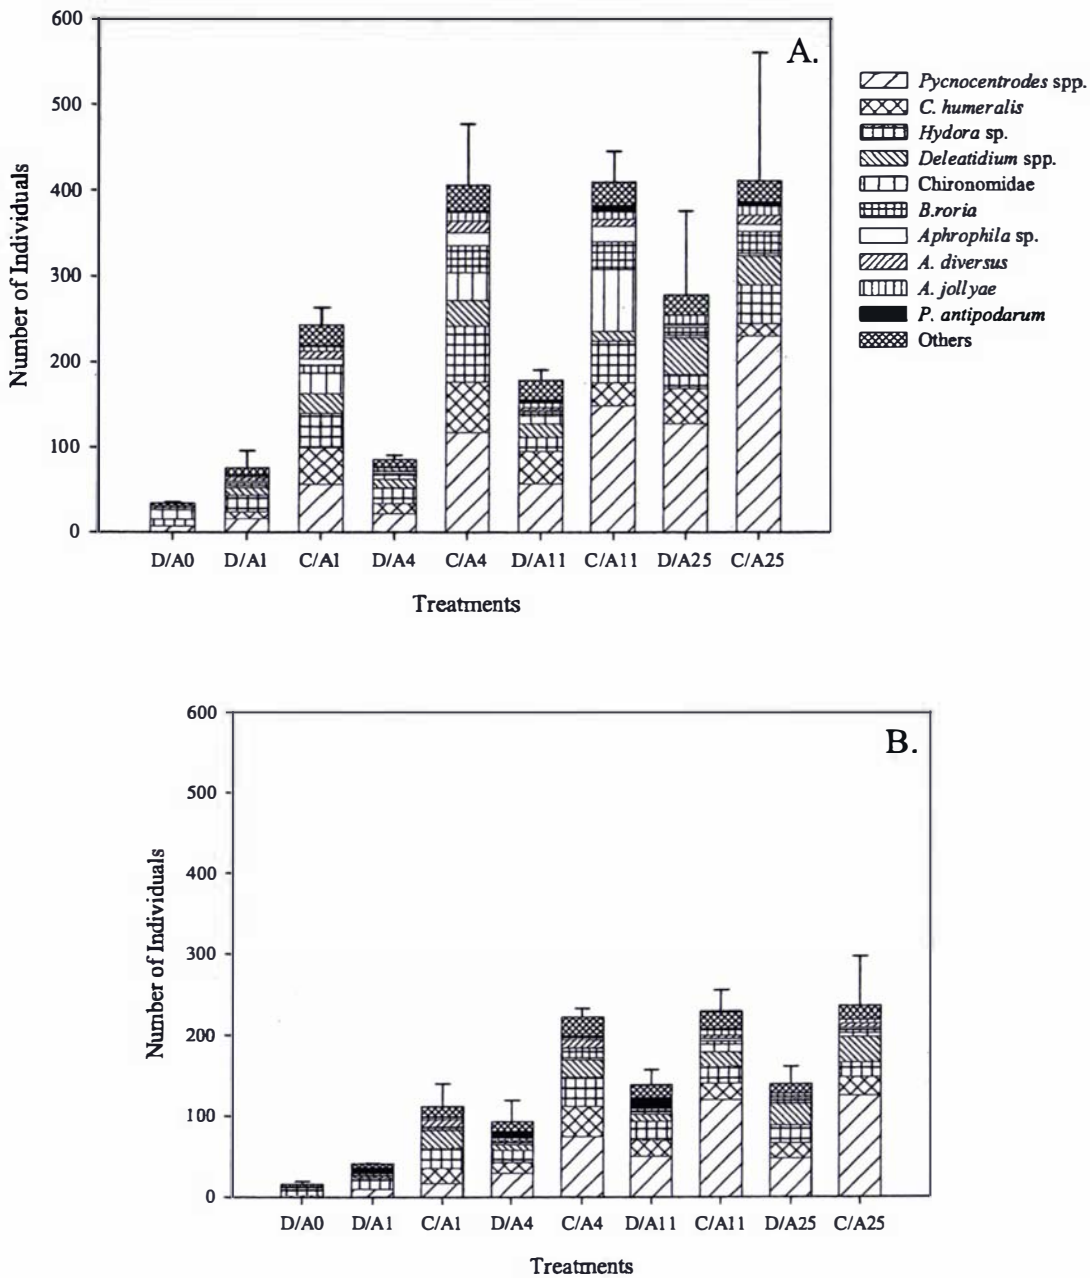 600
500
400
300
200
100
0
Number of Individuals
A.
D/A0 D/A1 C/A1 D/A4 C/A4 D/A11 C/A11 D/A25 C/A25
Treatments
Pycnocentrodes spp.
C. humeralis
Hydora sp.
Deleatidium spp.
Chironomidae
B.roria
Aphrophila sp.
A. diversus
A. jollyae
P. antipodarum
Others
600
500
400
300
200
100
0
Number of Individuals
B.
D/A0 D/A1 C/A1 D/A4 C/A4 D/A11 C/A11 D/A25 C/A25
Treatments